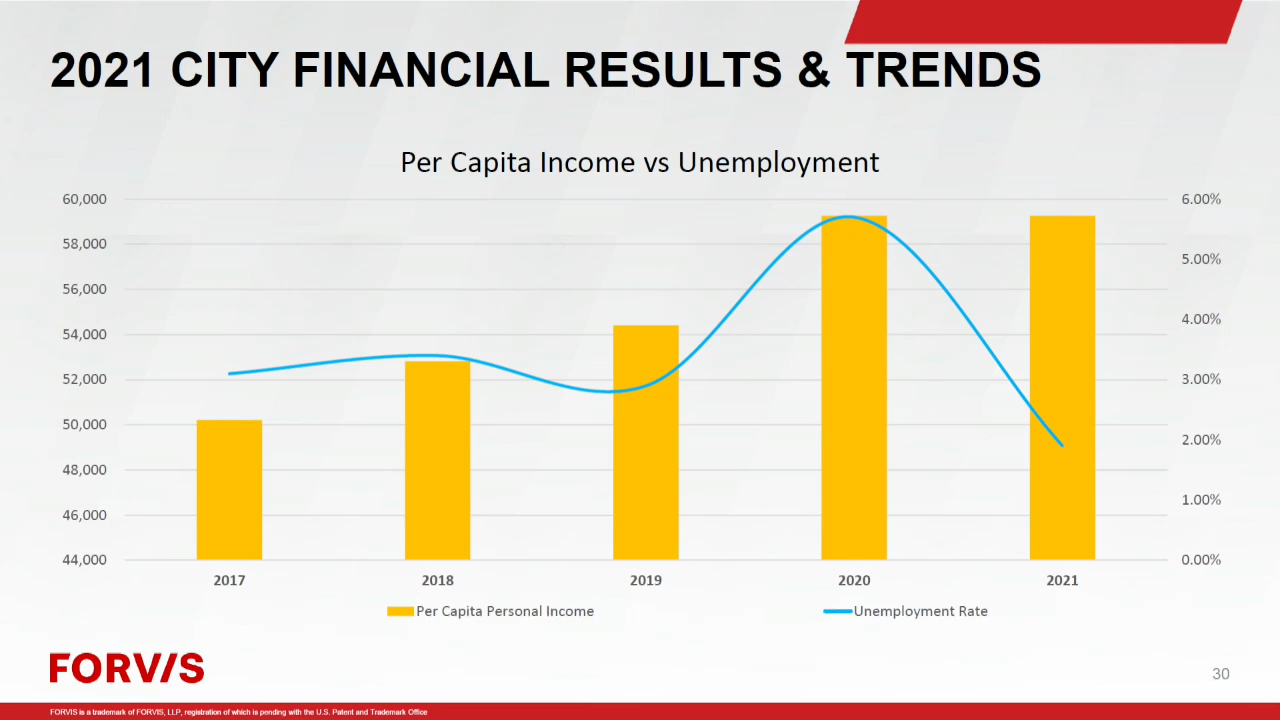 2021 CITY FINANCIAL RESULTS & TRENDS
Per Capita Income vs Unemployment
60,000
58,000
56,000
54,000
52,000
50,000
48,000
46,000
44,000
6.00%
5.00%
4.00%
3.00%
2.00%
1.00%
0.00%
2017 2018 2019 2020 2021
Per Capita Personal Income Unemployment Rate
FORVIS
30
FORVIS is a trademark of FORVIS, LLP, registration of which is pending with the U.S. Patent and Trademark Office